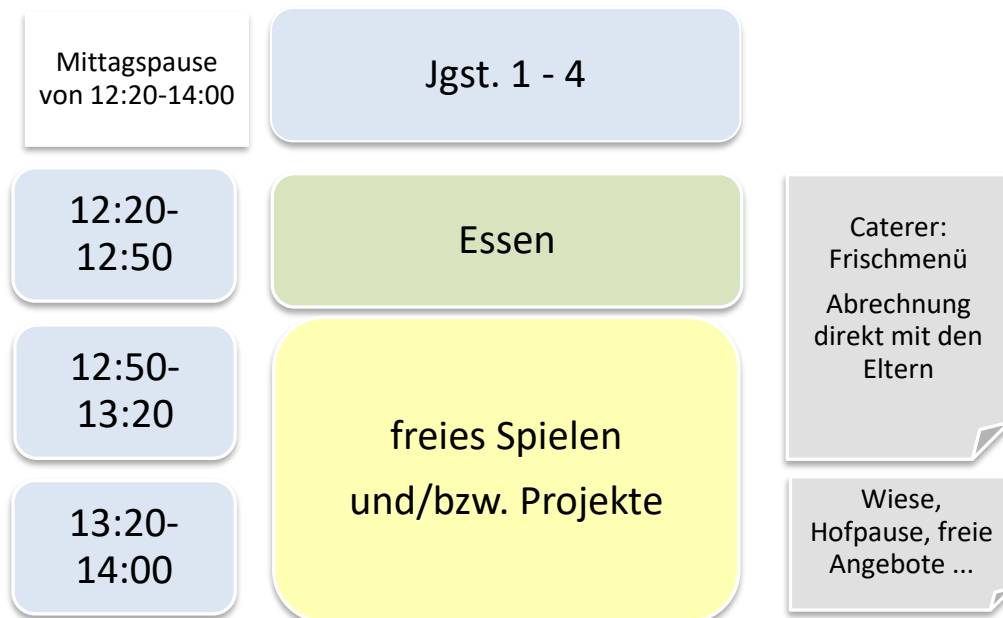 Mittagspause
von 12:20-14:00
Jgst. 1 - 4
12:20-
12:50
Essen
Caterer:
Frischmenü
Abrechnung
direkt mit den
Eltern
12:50-
13:20
freies Spielen
und/bzw. Projekte
13:20-
14:00
Wiese,
Hofpause, freie
Angebote ...